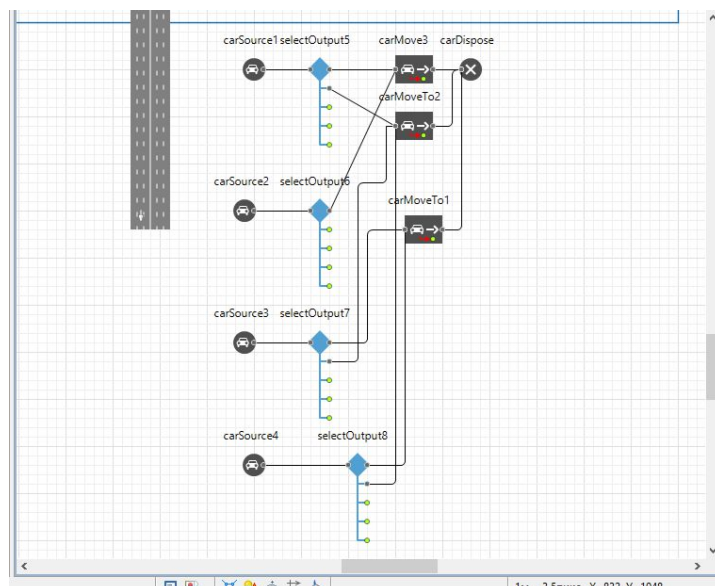 carSource1 selectOutput5 carMove3 carDispose
carMoveTo2
carSource2 selectOutput6
carMoveTo1
carSource3 selectOutput7
carSource4 selectOutput8